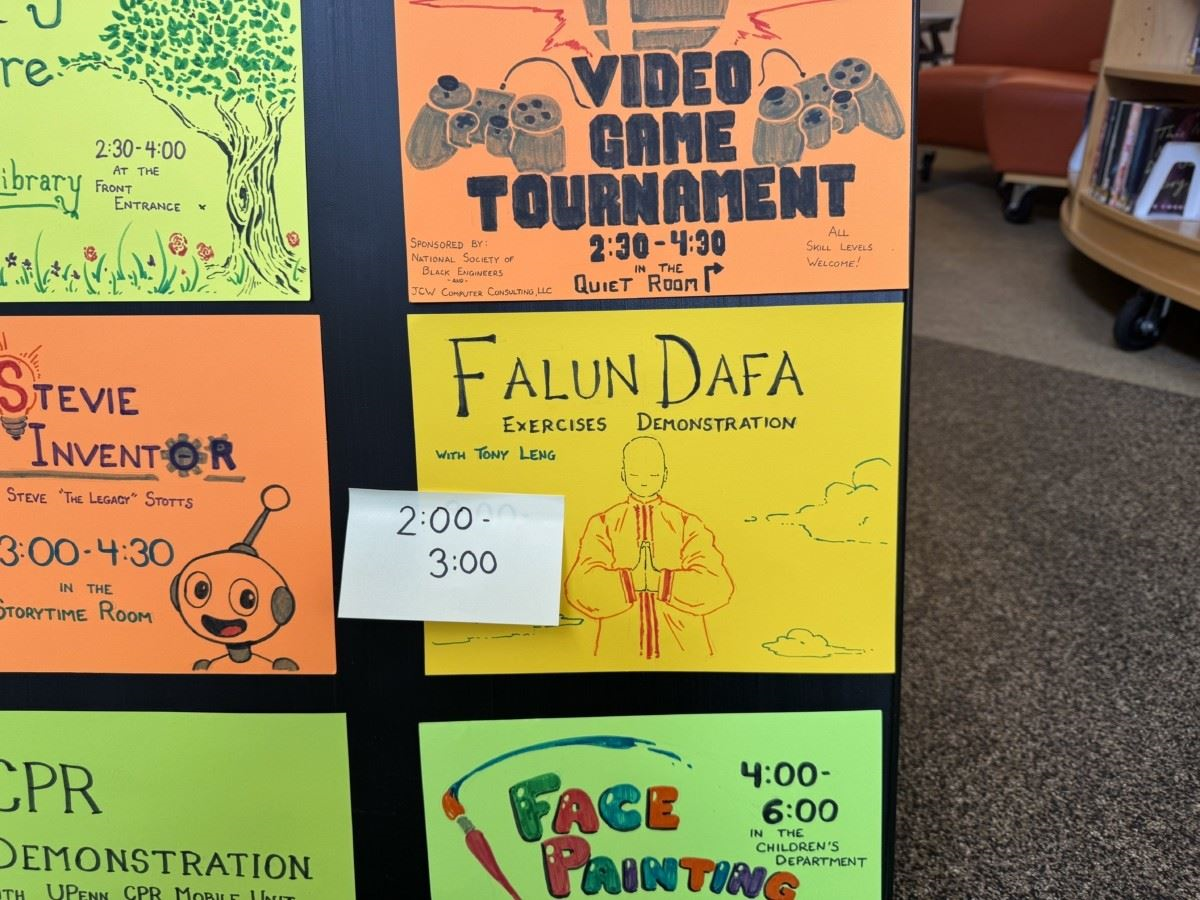 re
2:30-4:00
AT THE
FRONT
ENTRANCE
Library
VIDEO
GAME
TOURNAMENT
2:30-4:30
IN THE
QUIET ROOM
SPONSORED BY:
NATIONAL SOCIETY OF
BLACK ENGINEERS
-AND-
JCW COMPUTER CONSULTING, LLC
ALL
SKILL LEVELS
WELCOME!
STEVIE
INVENTOR
STEVE "THE LEGACY" STOTTS
3:00-4:30
IN THE
STORYTIME ROOM
FALUN DAFA
EXERCISES DEMONSTRATION
WITH TONY LENG
2:00-
3:00
CPR
DEMONSTRATION
WITH UPENN CPR MOBILE UNIT
FACE
PAINTING
4:00-
6:00
IN THE
CHILDREN'S
DEPARTMENT